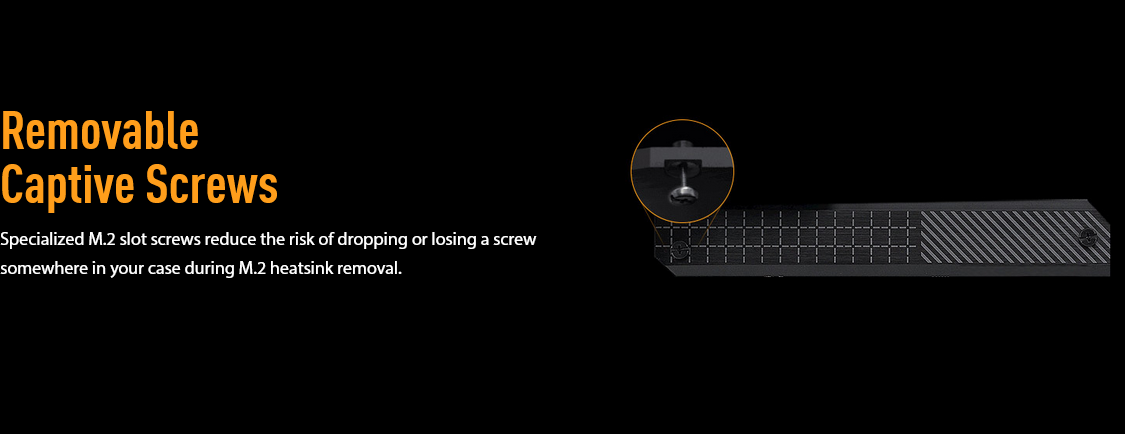 Removable
Captive Screws
Specialized M.2 slot screws reduce the risk of dropping or losing a screw
somewhere in your case during M.2 heatsink removal.